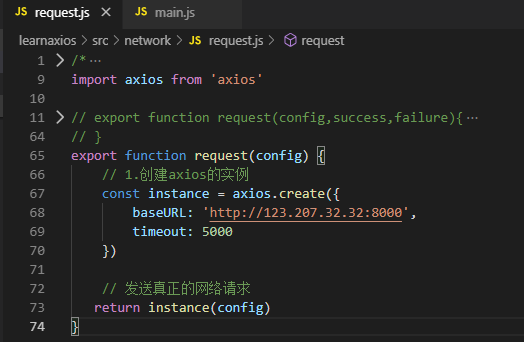 request.js × main.js
learnaxios > src > network > request.js > request
1 /* ...
9 import axios from 'axios'
10
11 // export function request(config,success,failure){ ...
64 // }
65 export function request(config) {
66 // 1.创建axios的实例
67 const instance = axios.create({
68 baseURL: 'http://123.207.32.32:8000',
69 timeout: 5000
70 })
71
72 // 发送真正的网络请求
73 return instance(config)
74 }